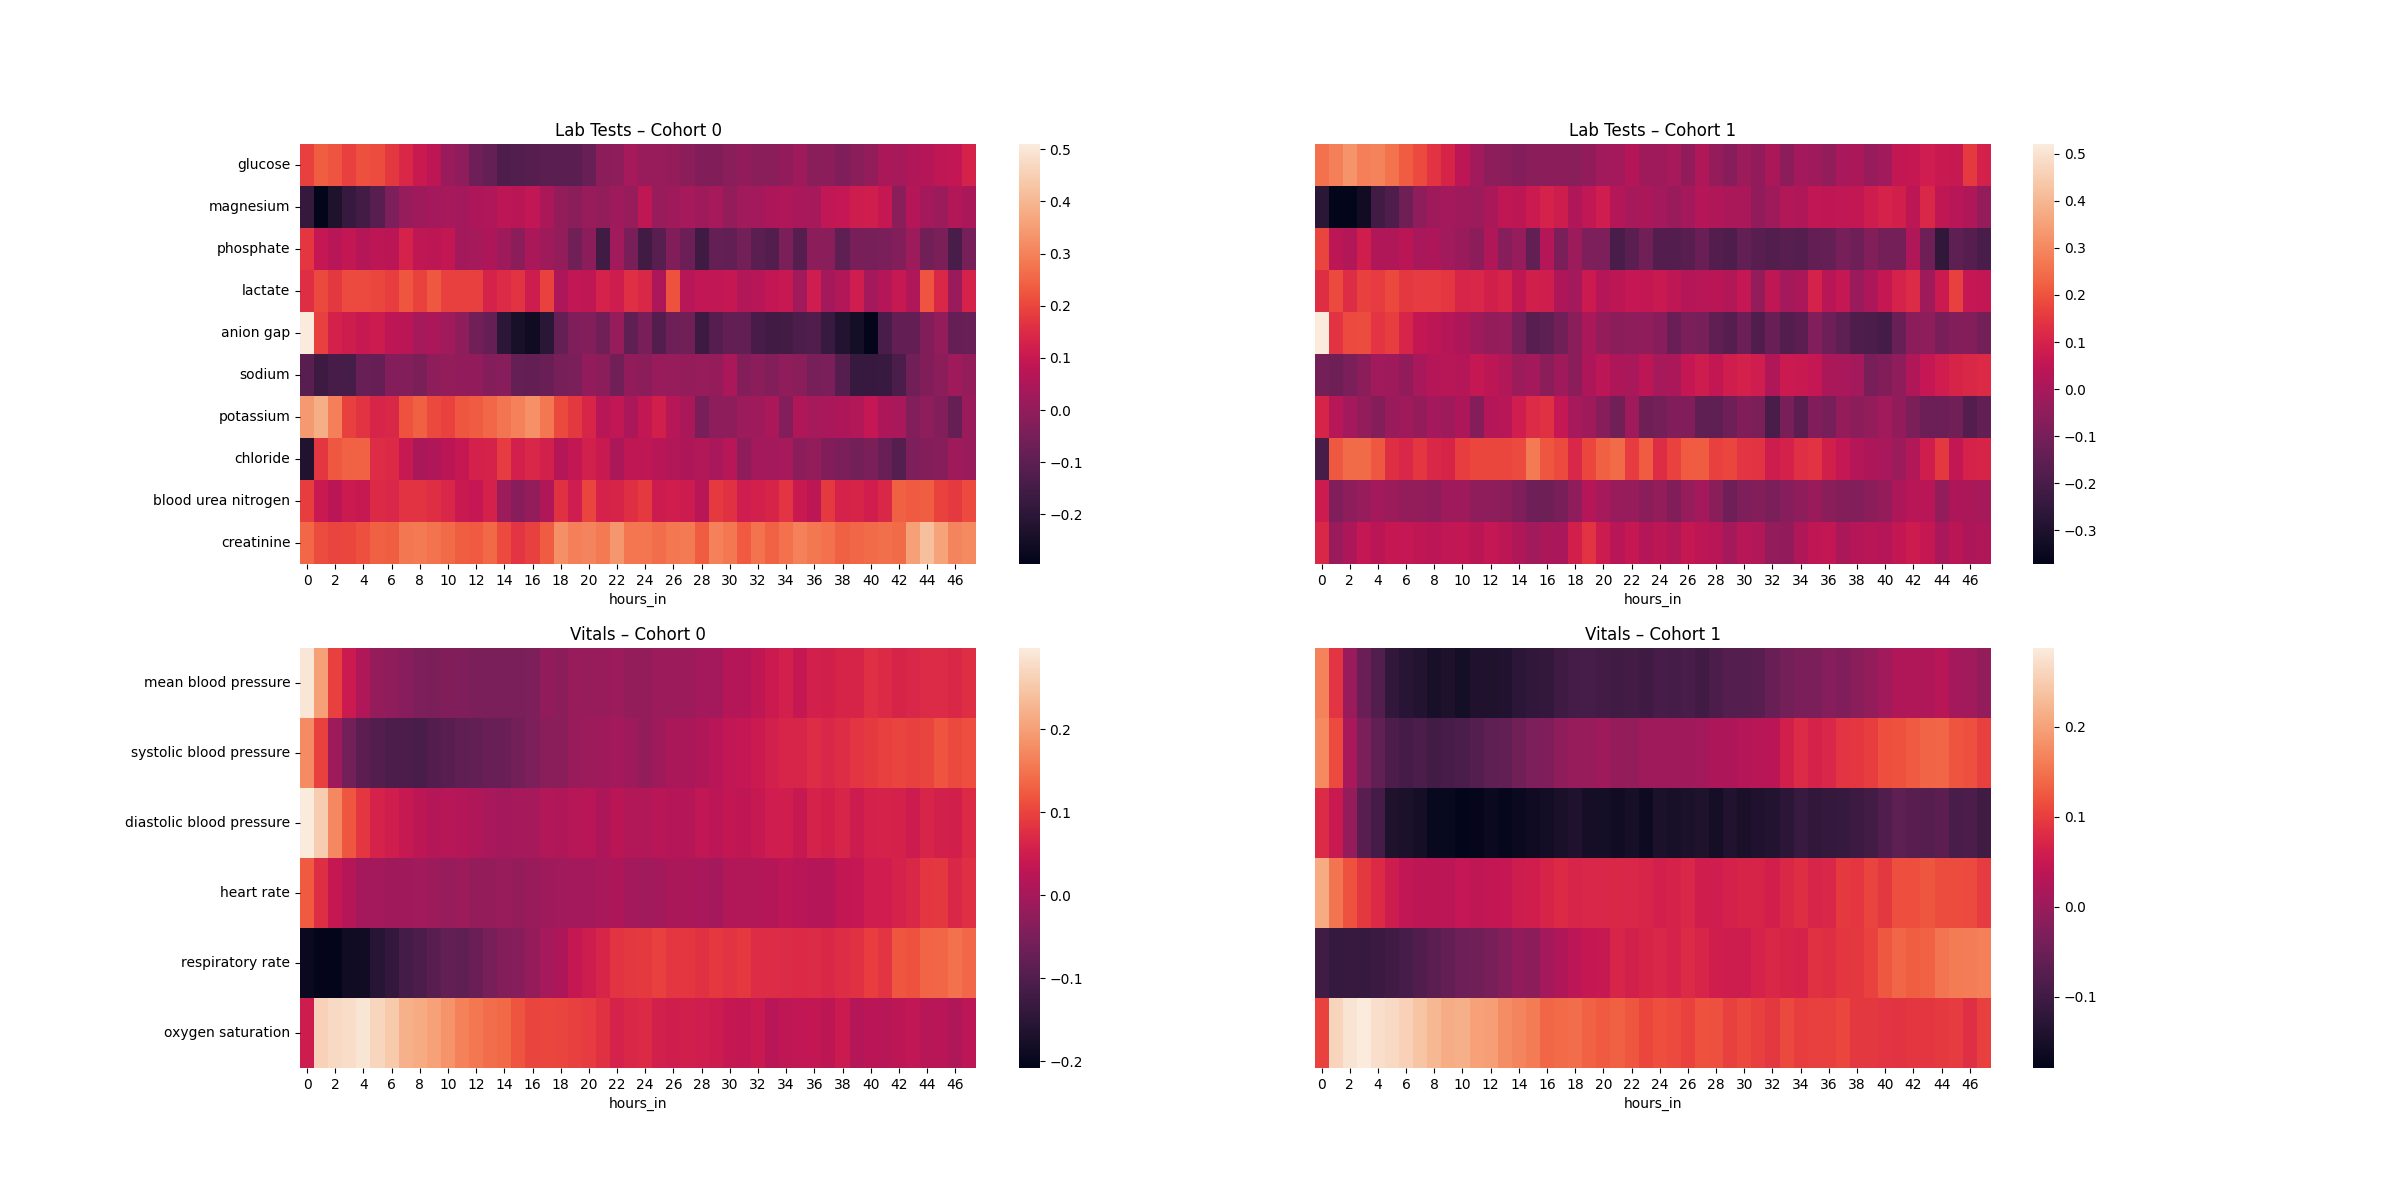 Lab Tests – Cohort 0
glucose
magnesium
phosphate
lactate
anion gap
sodium
potassium
chloride
blood urea nitrogen
creatinine
0 2 4 6 8 10 12 14 16 18 20 22 24 26 28 30 32 34 36 38 40 42 44 46
hours_in
0.5
0.4
0.3
0.2
0.1
0.0
−0.1
−0.2
Lab Tests – Cohort 1
0 2 4 6 8 10 12 14 16 18 20 22 24 26 28 30 32 34 36 38 40 42 44 46
hours_in
0.5
0.4
0.3
0.2
0.1
0.0
−0.1
−0.2
−0.3
Vitals – Cohort 0
mean blood pressure
systolic blood pressure
diastolic blood pressure
heart rate
respiratory rate
oxygen saturation
0 2 4 6 8 10 12 14 16 18 20 22 24 26 28 30 32 34 36 38 40 42 44 46
hours_in
0.2
0.1
0.0
−0.1
−0.2
Vitals – Cohort 1
0 2 4 6 8 10 12 14 16 18 20 22 24 26 28 30 32 34 36 38 40 42 44 46
hours_in
0.2
0.1
0.0
−0.1